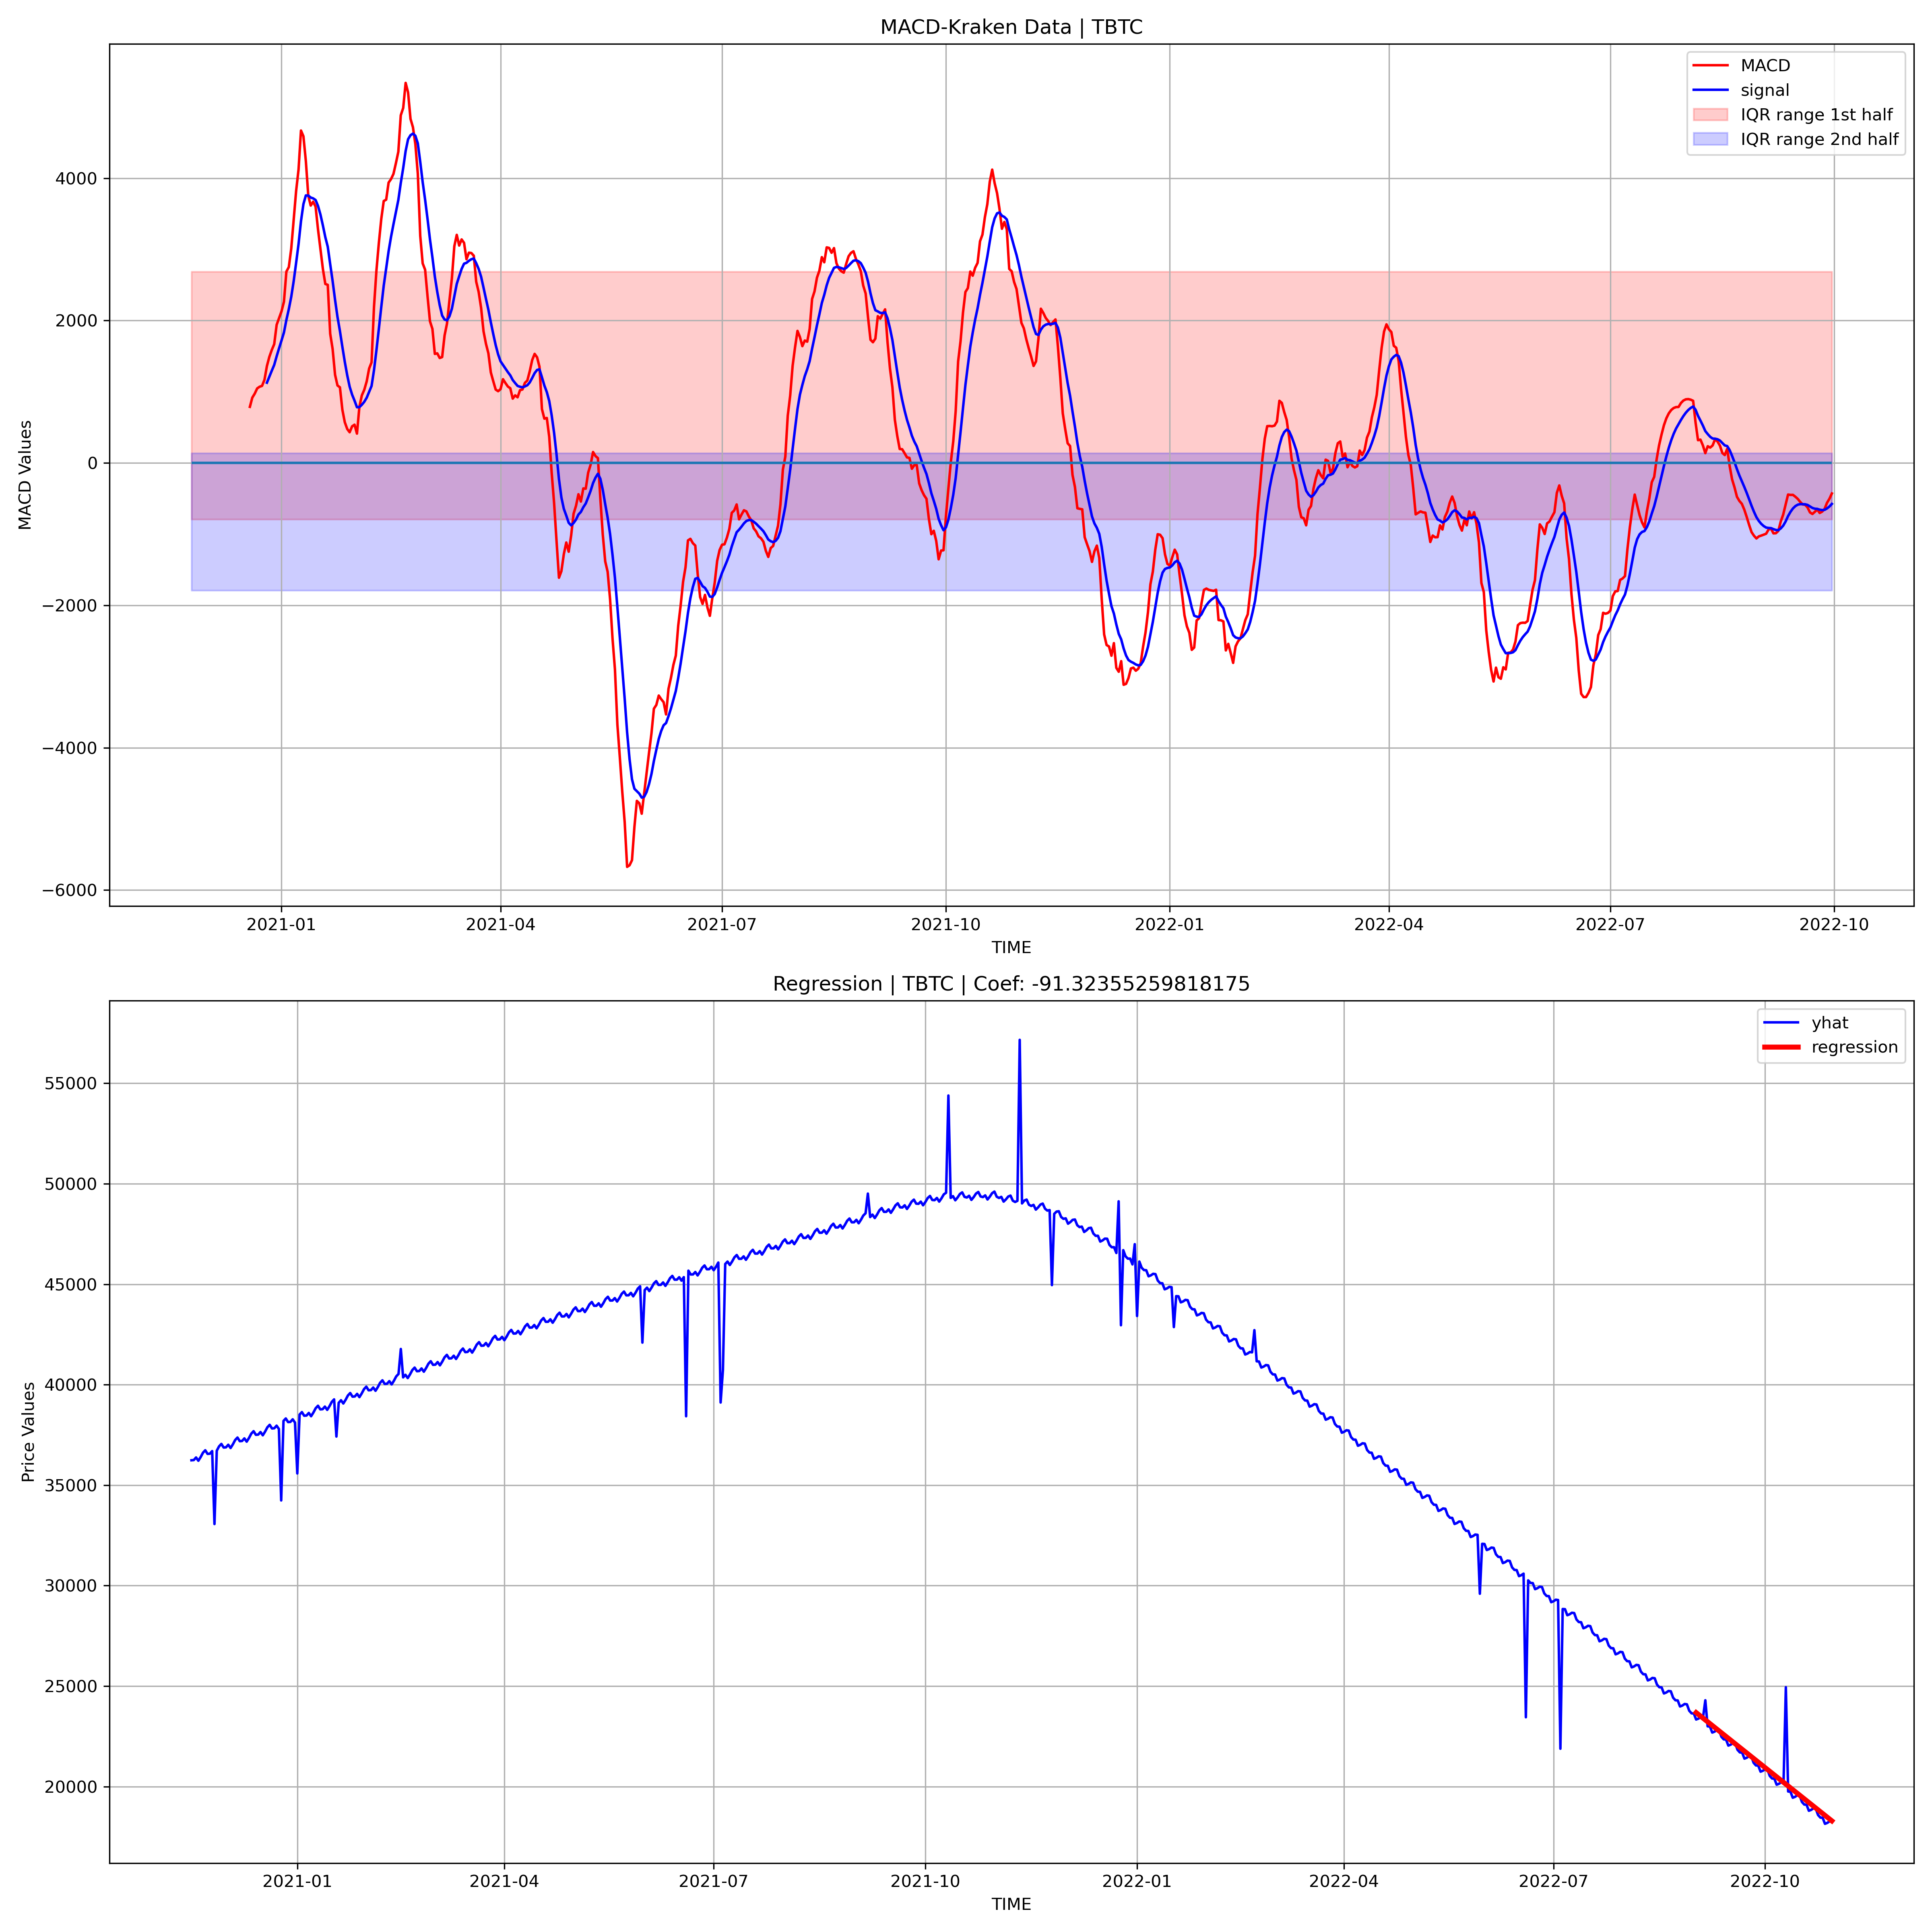 MACD-Kraken Data | TBTC
MACD
signal
IQR range 1st half
IQR range 2nd half
MACD Values
4000
2000
0
−2000
−4000
−6000
2021-01 2021-04 2021-07 2021-10 2022-01 2022-04 2022-07 2022-10
TIME
Regression | TBTC | Coef: -91.32355259818175
yhat
regression
Price Values
55000
50000
45000
40000
35000
30000
25000
20000
2021-01 2021-04 2021-07 2021-10 2022-01 2022-04 2022-07 2022-10
TIME